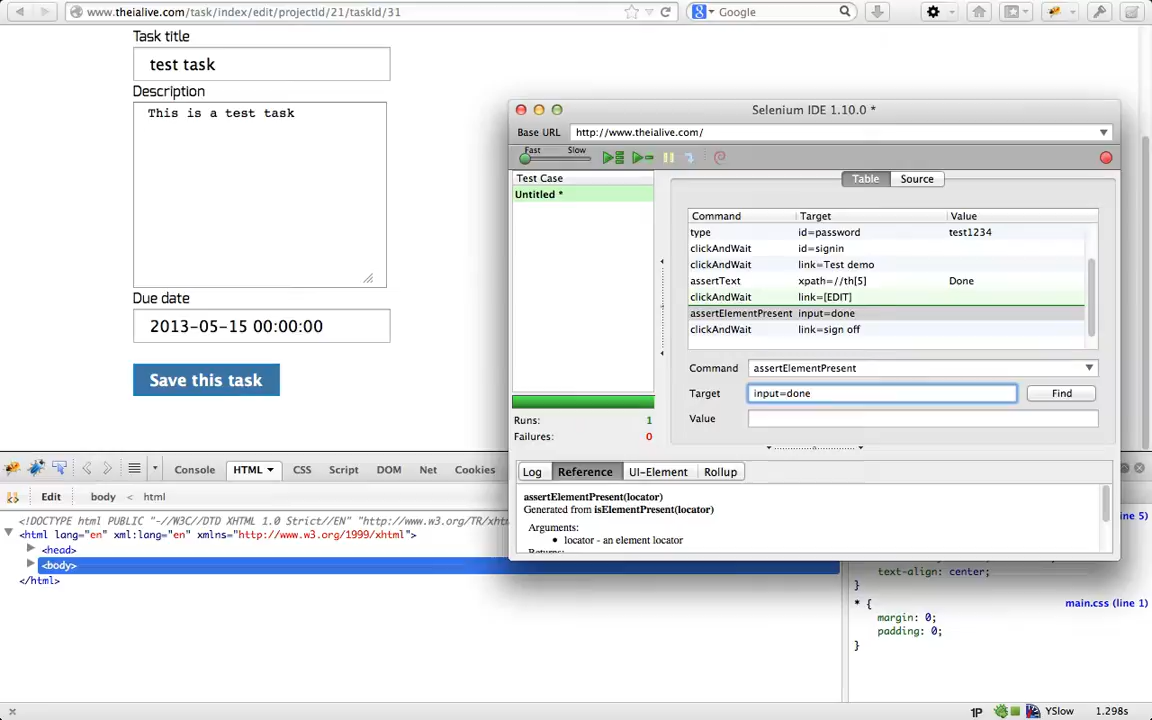 www.theialive.com/task/index/edit/projectId/21/taskId/31
Google
Task title
test task
Description
This is a test task
Due date
2013-05-15 00:00:00
Save this task
Selenium IDE 1.10.0 *
Base URL http://www.theialive.com/
Fast Slow
Test Case
Untitled *
Runs: 1
Failures: 0
Table Source
Command Target Value
type id=password test1234
clickAndWait id=signin
clickAndWait link=Test demo
assertText xpath=//th[5] Done
clickAndWait link=[EDIT]
assertElementPresent input=done
clickAndWait link=sign off
Command assertElementPresent
Target input=done Find
Value
Log Reference UI-Element Rollup
assertElementPresent(locator)
Generated from isElementPresent(locator)
Arguments:
• locator - an element locator
Returns:
Console HTML CSS Script DOM Net Cookies
Edit body < html
<!DOCTYPE html PUBLIC "-//W3C//DTD XHTML 1.0 Strict//EN" "http://www.w3.org/TR/xht
<html lang="en" xml:lang="en" xmlns="http://www.w3.org/1999/xhtml">
<head>
<body>
</html>
line 5)
text-align: center;
}
* { main.css (line 1)
margin: 0;
padding: 0;
}
1P YSlow 1.298s